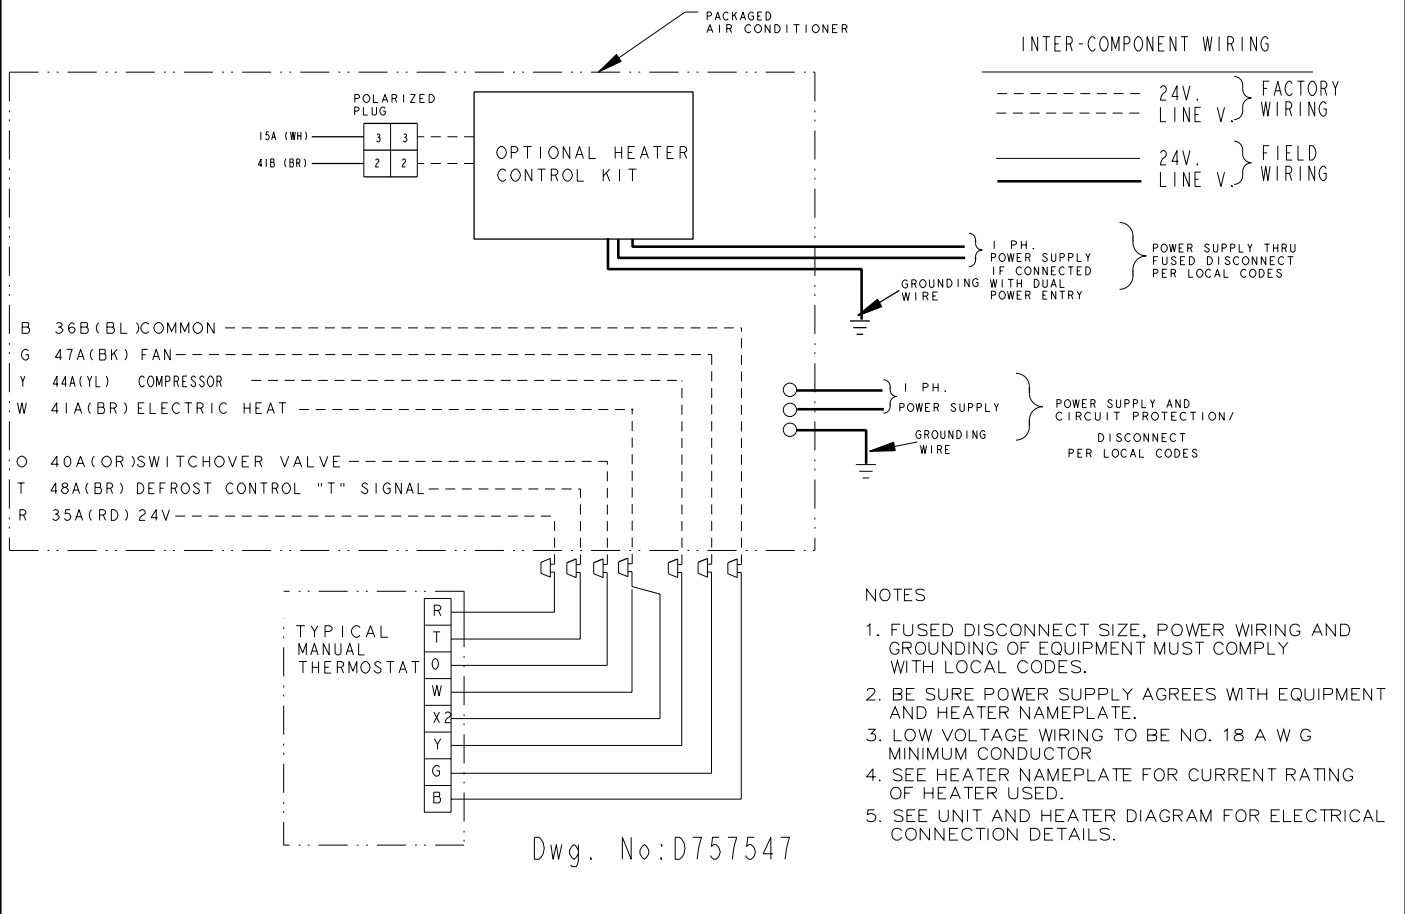 PACKAGED
AIR CONDITIONER
INTER-COMPONENT WIRING
24V.
LINE V.
FACTORY
WIRING
24V.
LINE V.
FIELD
WIRING
POLARIZED
PLUG
15A (WH)
3 3
41B (BR)
2 2
OPTIONAL HEATER
CONTROL KIT
1 PH.
POWER SUPPLY
IF CONNECTED
WITH DUAL
POWER ENTRY
POWER SUPPLY THRU
FUSED DISCONNECT
PER LOCAL CODES
GROUNDING
WIRE
B 36B(BL)COMMON
G 47A(BK) FAN
Y 44A(YL) COMPRESSOR
W 41A(BR) ELECTRIC HEAT
O 40A(OR)SWITCHOVER VALVE
T 48A(BR) DEFROST CONTROL "T" SIGNAL
R 35A(RD) 24V
1 PH.
POWER SUPPLY
GROUNDING
WIRE
POWER SUPPLY AND
CIRCUIT PROTECTION/
DISCONNECT
PER LOCAL CODES
TYPICAL
MANUAL
THERMOSTAT
R
T
O
W
X2
Y
G
B
NOTES
1. FUSED DISCONNECT SIZE, POWER WIRING AND
GROUNDING OF EQUIPMENT MUST COMPLY
WITH LOCAL CODES.
2. BE SURE POWER SUPPLY AGREES WITH EQUIPMENT
AND HEATER NAMEPLATE.
3. LOW VOLTAGE WIRING TO BE NO. 18 A W G
MINIMUM CONDUCTOR
4. SEE HEATER NAMEPLATE FOR CURRENT RATING
OF HEATER USED.
5. SEE UNIT AND HEATER DIAGRAM FOR ELECTRICAL
CONNECTION DETAILS.
Dwg. No:D757547